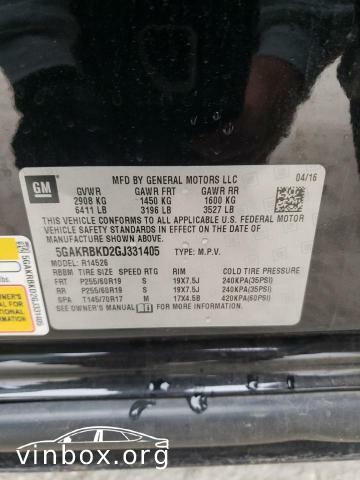 GM
MFD BY GENERAL MOTORS LLC
04/16
GVWR GAWR FRT GAWR RR
2908 KG 1450 KG 1600 KG
6411 LB 3196 LB 3527 LB
THIS VEHICLE CONFORMS TO ALL APPLICABLE U.S. FEDERAL MOTOR
VEHICLE SAFETY
THEFT PREVENTION STANDARDS IN EFFECT ON THE DATE OF
MANUFACTURE SHOWN ABOVE.
5GAKRBKD2GJ331405 TYPE: M.P.V.
MODEL: R14526
RBBM TIRE SIZE SPEED RTG RIM COLD TIRE PRESSURE
FRT P255/60R19 S 19X7.5J 240KPA(35PSI)
RR P255/60R19 S 19X7.5J 240KPA(35PSI)
SPA T145/70R17 M 17X4.5B 420KPA(60PSI)
SEE OWNER'S MANUAL FOR MORE INFORMATION.
5GAKRBKD2GJ331405
OWNER'S
vinbox.org